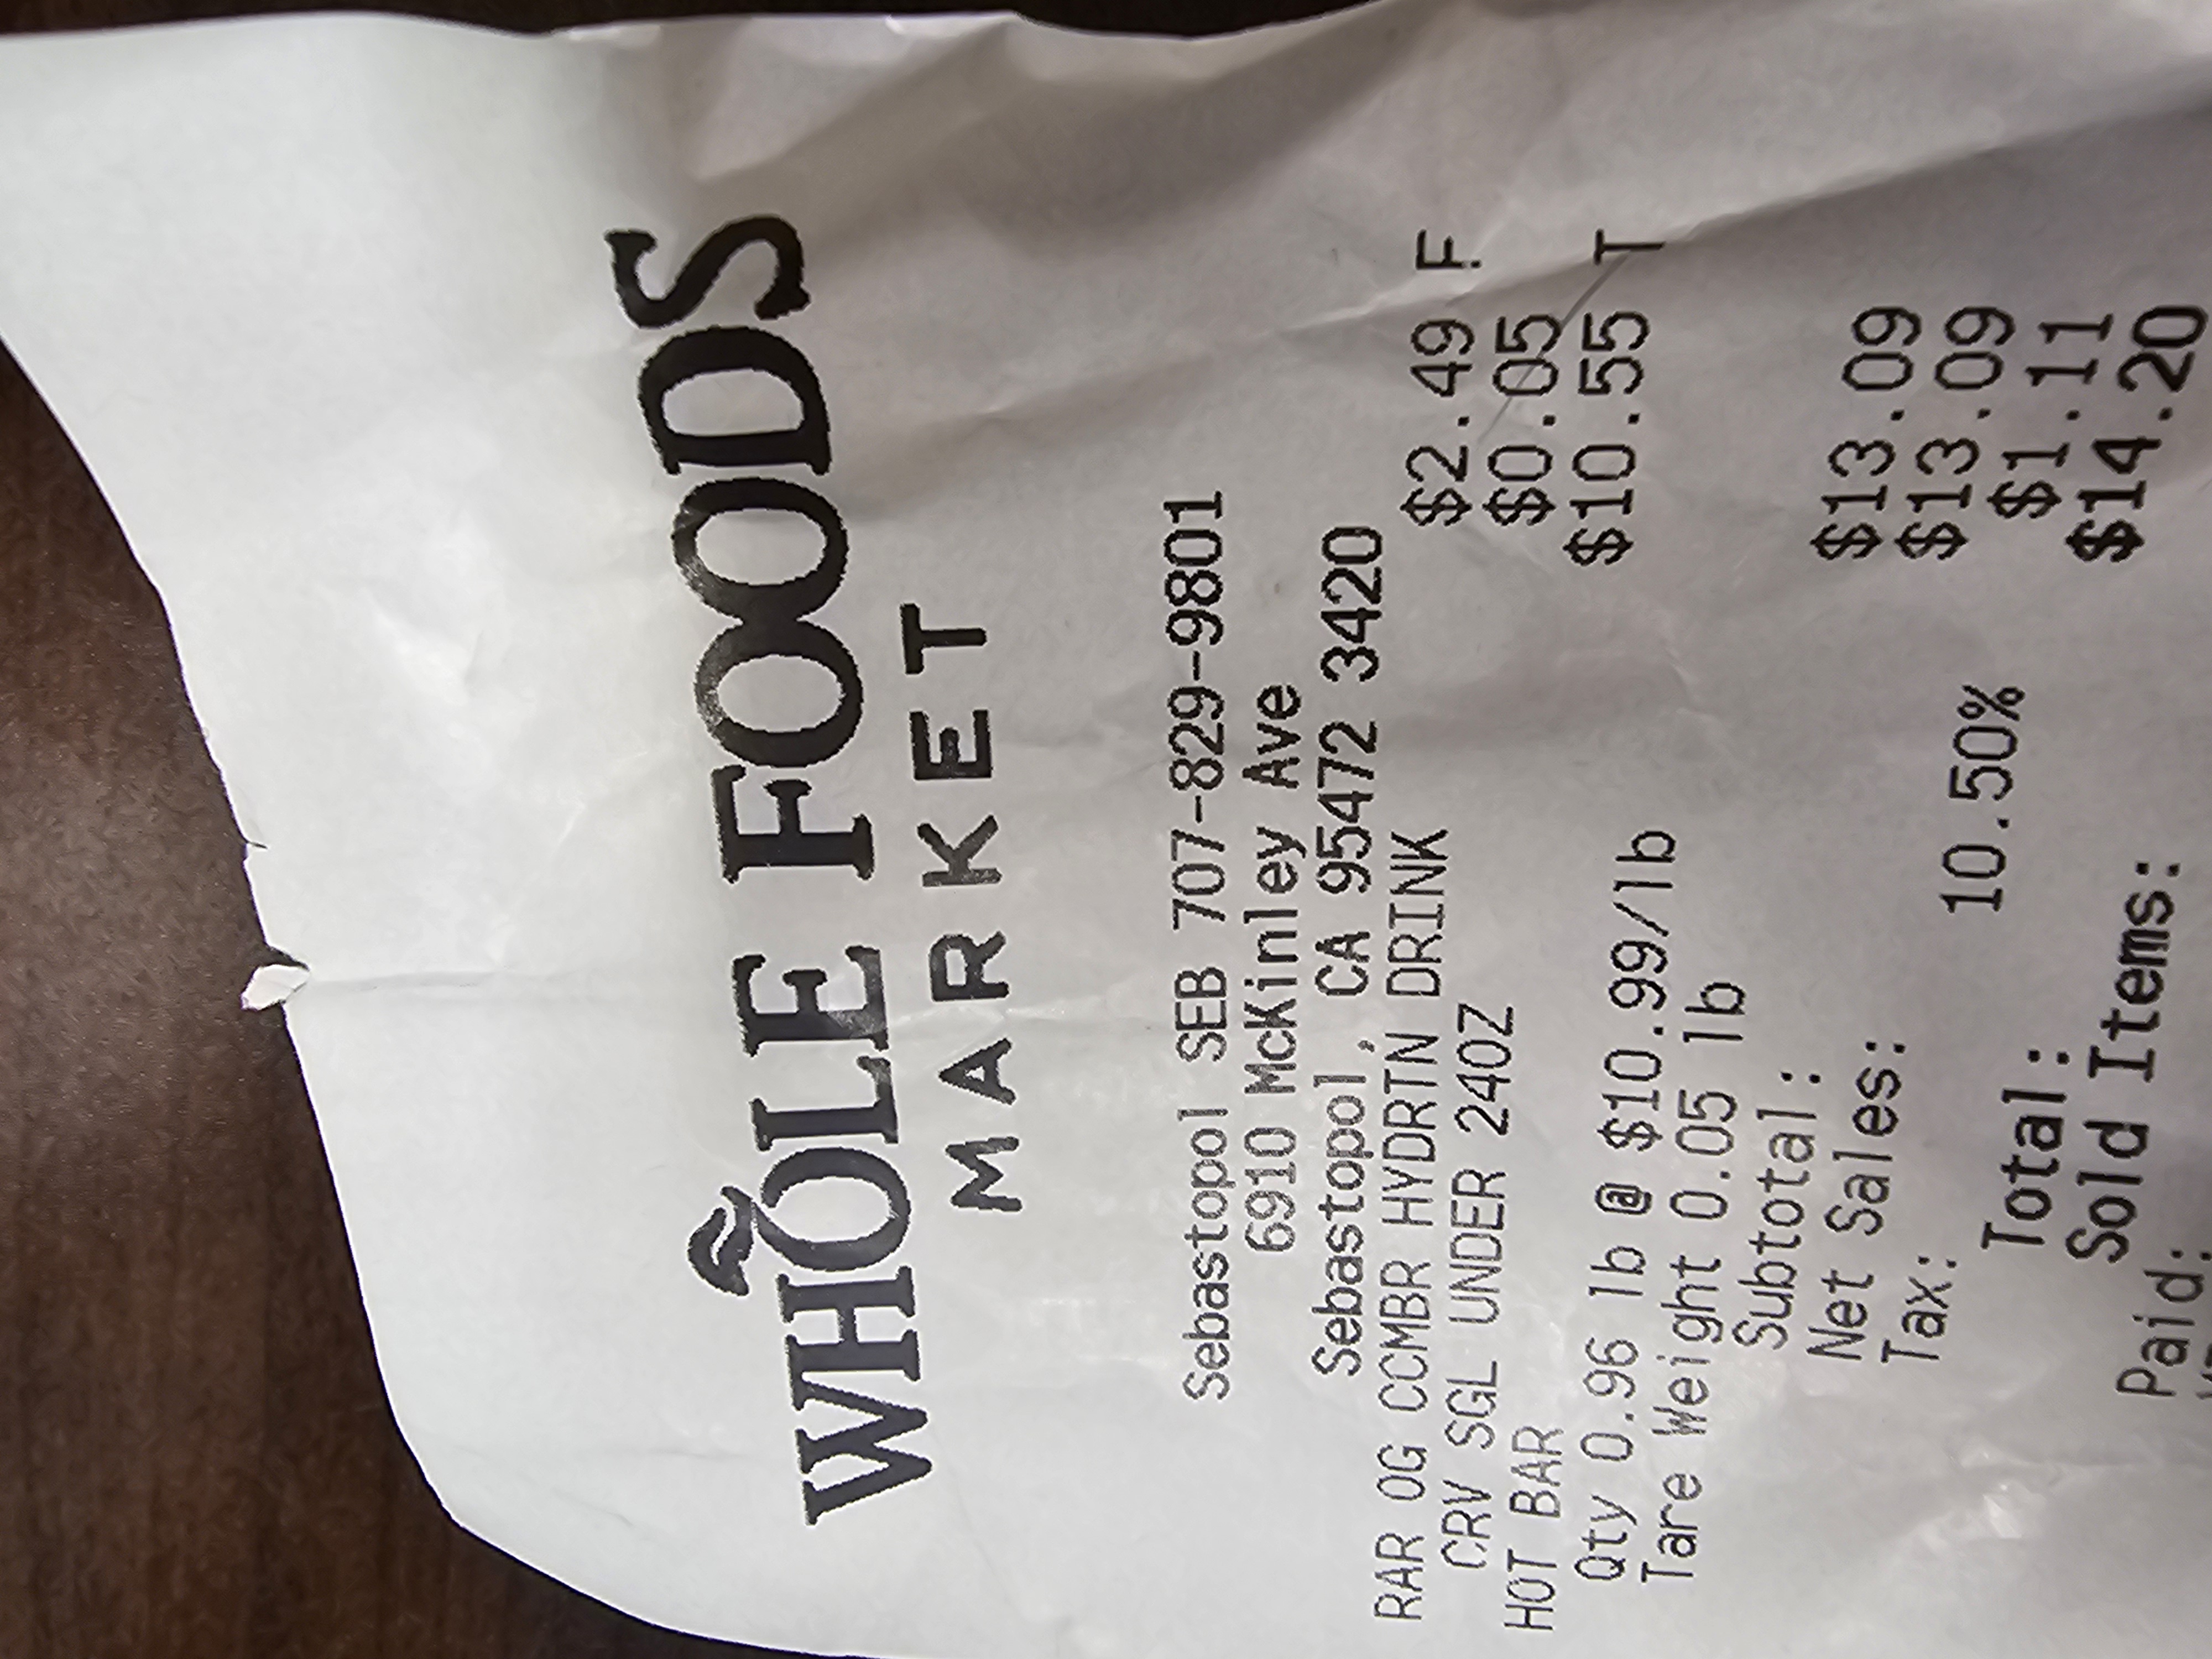 WHOLE FOODS
MARKET
Sebastopol SEB 707-829-9801
6910 McKinley Ave
Sebastopol, CA 95472 3420
RAR OG CCMBR HYDRTN DRINK $2.49 F
CRV SGL UNDER 24OZ $0.05
HOT BAR $10.55 T
Qty 0.96 lb @ $10.99/lb
Tare Weight 0.05 lb
Subtotal: $13.09
Net Sales: $13.09
Tax: 10.50% $1.11
Total: $14.20
Sold Items:
Paid: